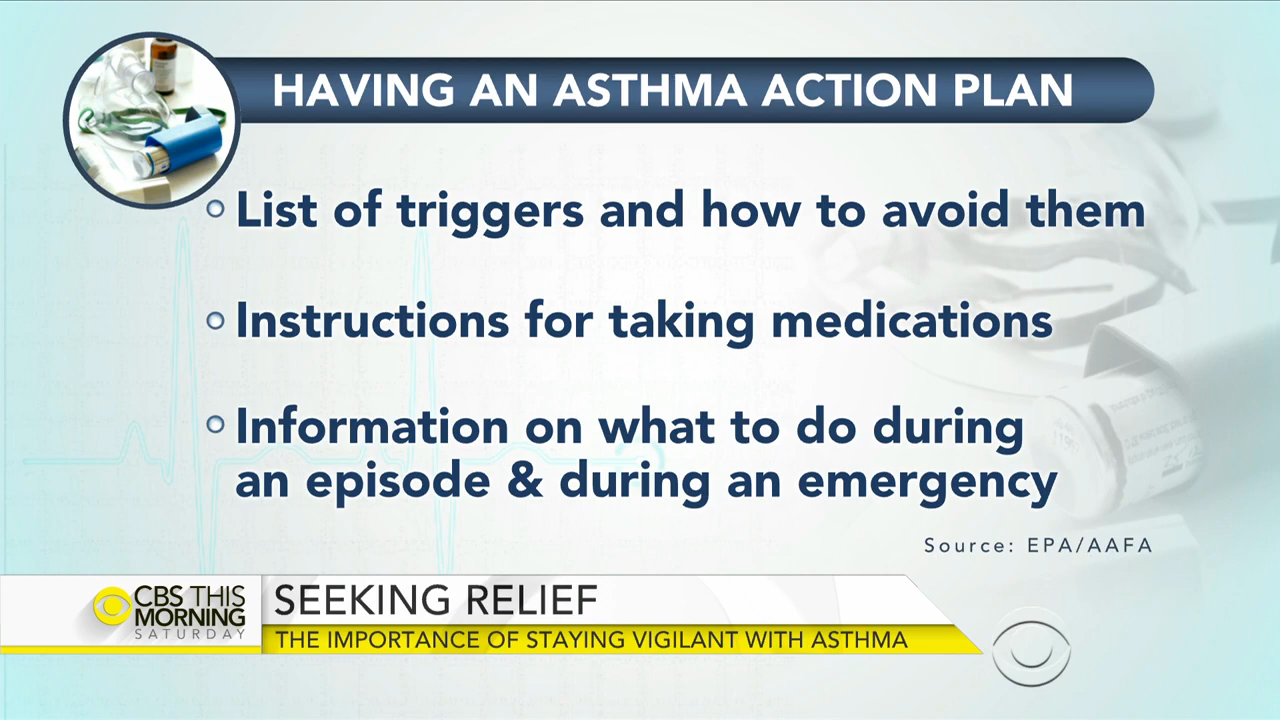 HAVING AN ASTHMA ACTION PLAN
List of triggers and how to avoid them
Instructions for taking medications
Information on what to do during
an episode & during an emergency
Source: EPA/AAFA
CBS THIS
MORNING
SATURDAY
SEEKING RELIEF
THE IMPORTANCE OF STAYING VIGILANT WITH ASTHMA